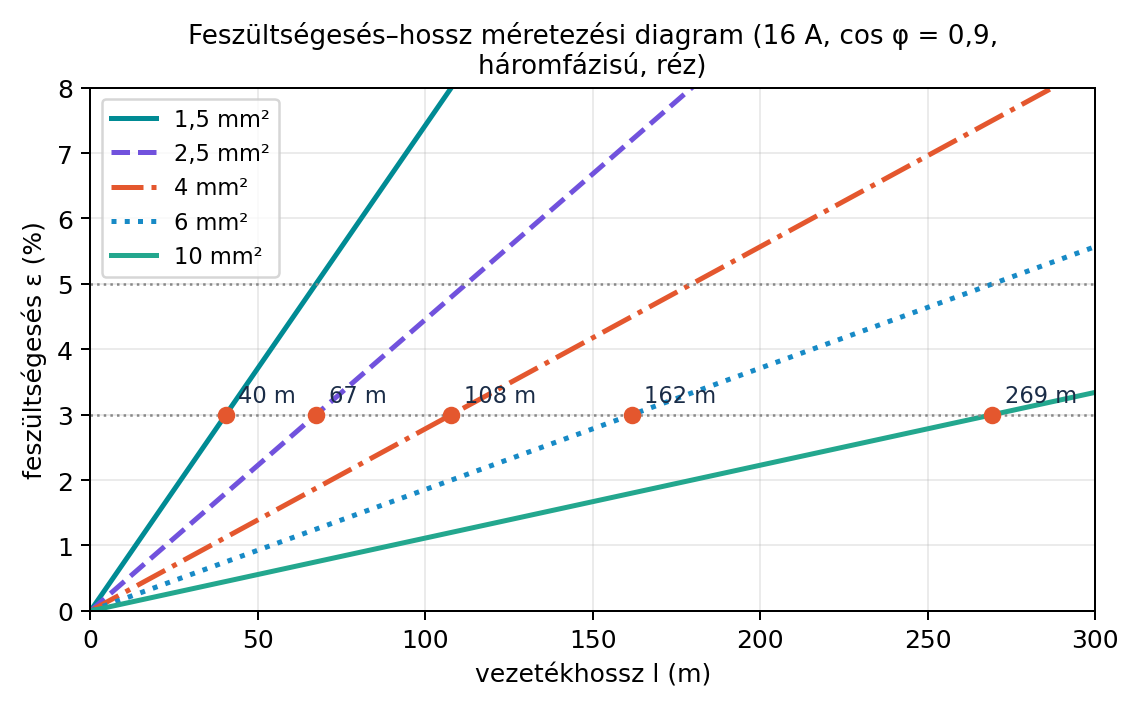 Feszültségesés–hossz méretezési diagram (16 A, cos φ = 0,9,
háromfázisú, réz)
feszültségesés ε (%)
8
7
6
5
4
3
2
1
0
1,5 mm²
2,5 mm²
4 mm²
6 mm²
10 mm²
40 m
67 m
108 m
162 m
269 m
0
50
100
150
200
250
300
vezetékhossz l (m)